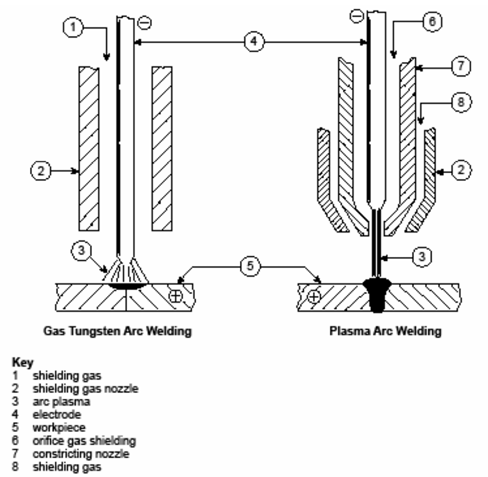 1
4
6
7
8
2
2
3
3
5
Gas Tungsten Arc Welding
Plasma Arc Welding
Key
1 shielding gas
2 shielding gas nozzle
3 arc plasma
4 electrode
5 workpiece
6 orifice gas shielding
7 constricting nozzle
8 shielding gas